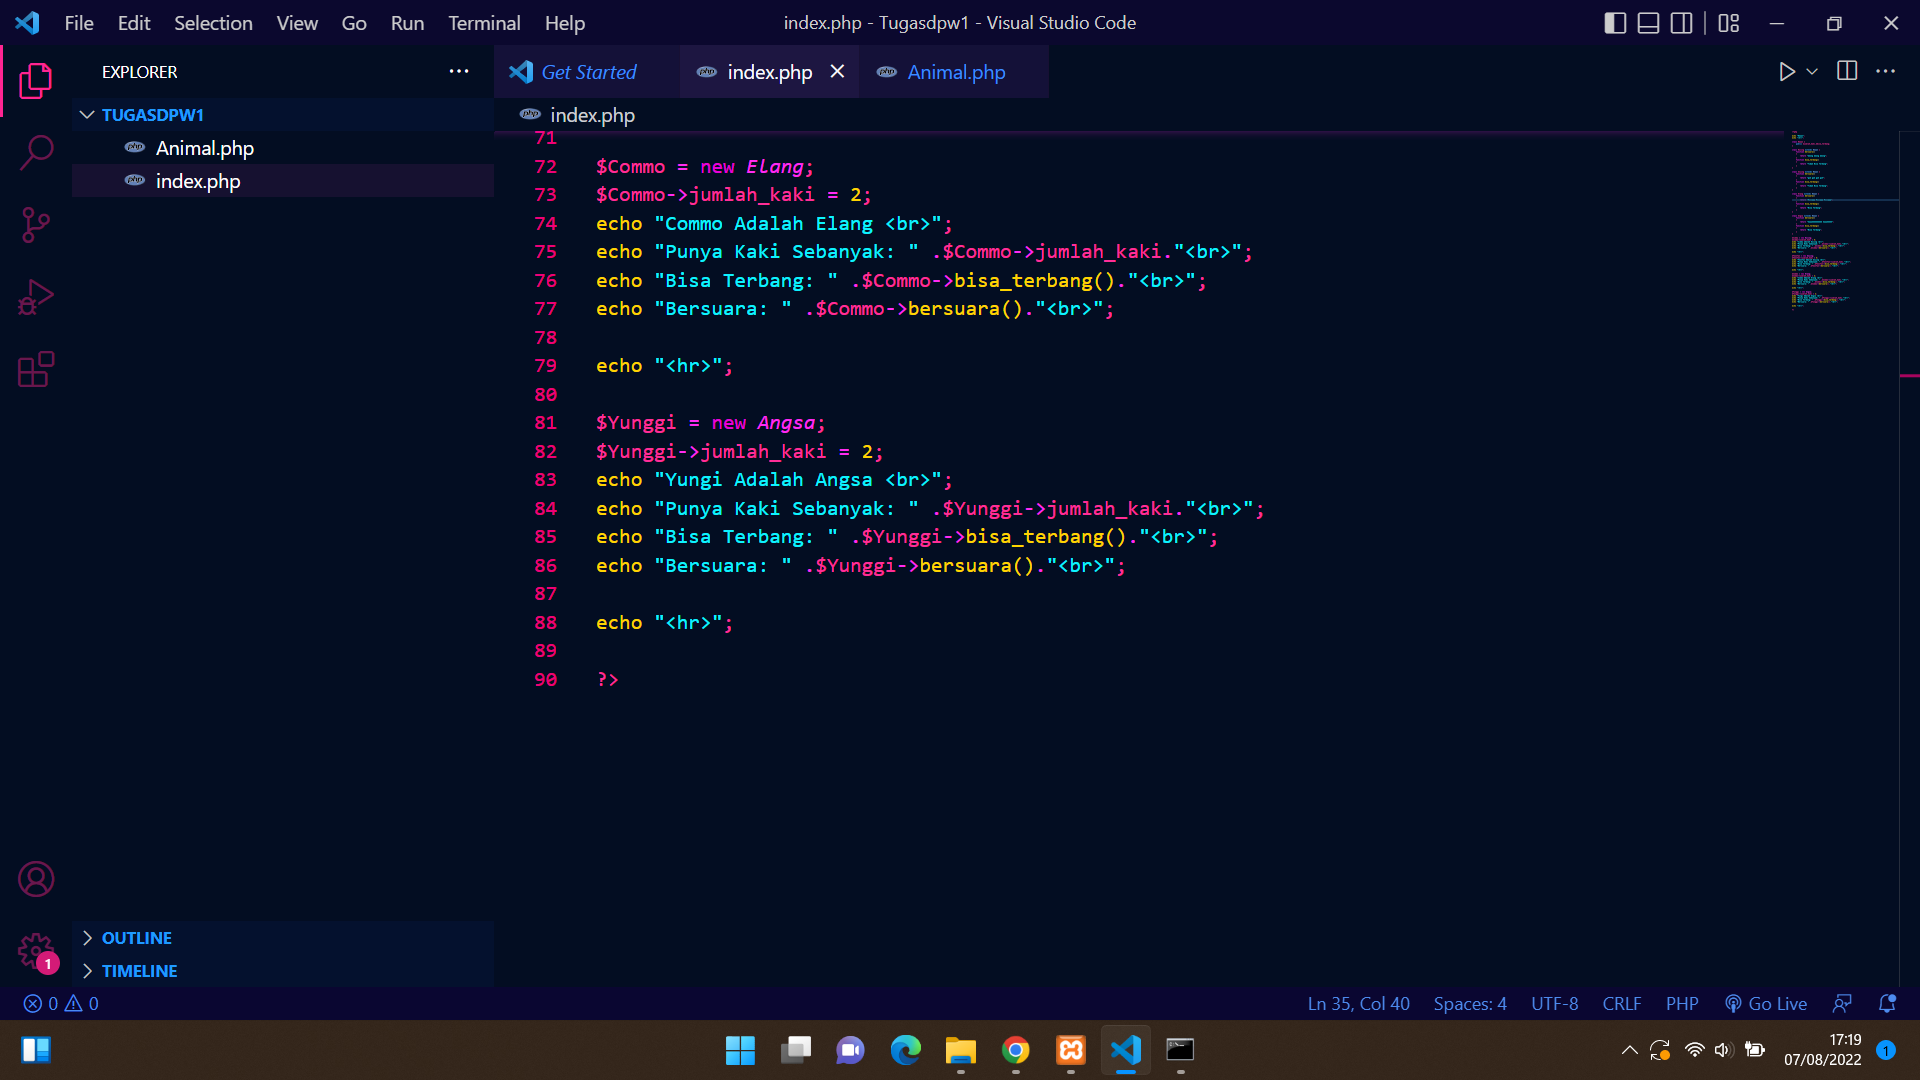 File Edit Selection View Go Run Terminal Help
index.php - Tugasdpw1 - Visual Studio Code
EXPLORER
Get Started
index.php
Animal.php
TUGASDPW1
Animal.php
index.php
index.php
71
72 $Commo = new Elang;
73 $Commo->jumlah_kaki = 2;
74 echo "Commo Adalah Elang <br>";
75 echo "Punya Kaki Sebanyak: " .$Commo->jumlah_kaki."<br>";
76 echo "Bisa Terbang: " .$Commo->bisa_terbang()."<br>";
77 echo "Bersuara: " .$Commo->bersuara()."<br>";
78
79 echo "<hr>";
80
81 $Yunggi = new Angsa;
82 $Yunggi->jumlah_kaki = 2;
83 echo "Yungi Adalah Angsa <br>";
84 echo "Punya Kaki Sebanyak: " .$Yunggi->jumlah_kaki."<br>";
85 echo "Bisa Terbang: " .$Yunggi->bisa_terbang()."<br>";
86 echo "Bersuara: " .$Yunggi->bersuara()."<br>";
87
88 echo "<hr>";
89
90 ?>
OUTLINE
TIMELINE
1
0 0
Ln 35, Col 40 Spaces: 4 UTF-8 CRLF PHP Go Live
17:19
07/08/2022
1